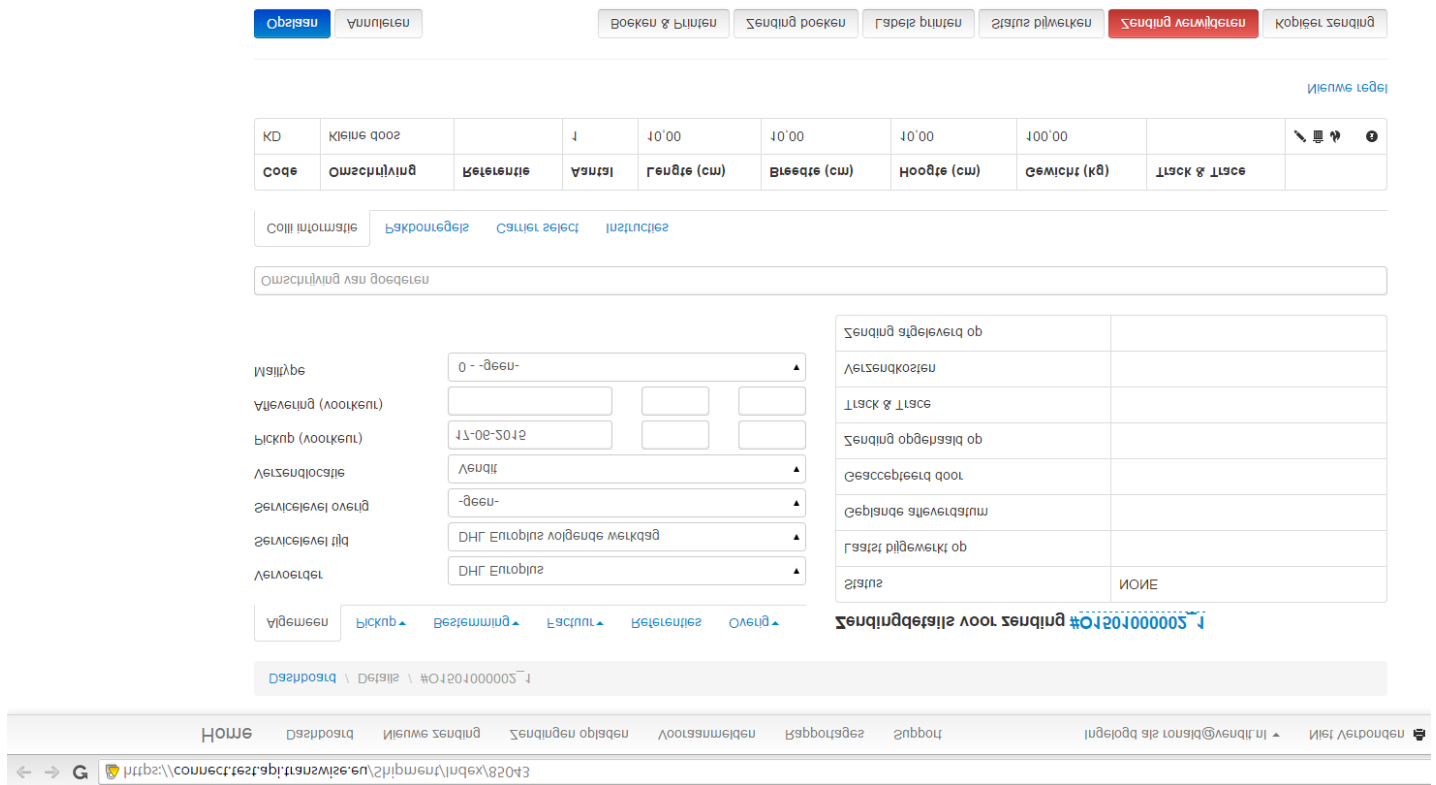 https://connect.test.api.transwise.eu/Shipment/Index/85043
Home Dashboard Nieuwe zending Zendingen opladen Vooraanmelden Rapportages Support Ingelogd als ronald@vendit.nl Niet Verbonden
Dashboard / Details / #O1501000002_1
Algemeen Pickup Bestemming Factuur Referenties Overig
Zendingdetails voor zending #O1501000002_1
Vervoerder DHL Europlus
Servicelevel tijd DHL Europlus volgende werkdag
Servicelevel overig -geen-
Verzendlocatie Vendit
Pickup (voorkeur) 17-06-2015
Aflevering (voorkeur)
Mailtype 0 - -geen-
Status NONE
Laatst bijgewerkt op
Geplande afleverdatum
Geaccepteerd door
Zending opgehaald op
Track & Trace
Verzendkosten
Zending afgeleverd op
Omschrijving van goederen
Colli informatie Pakbonregels Carrier select Instructies
Code Omschrijving Referentie Aantal Lengte (cm) Breedte (cm) Hoogte (cm) Gewicht (kg) Track & Trace
KD Kleine doos 1 10,00 10,00 10,00 100,00
Nieuwe regel
Opslaan Annuleren Boeken & Printen Zending boeken Labels printen Status bijwerken Zending verwijderen Kopiëer zending